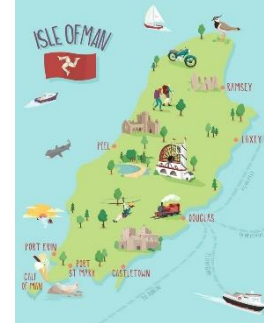 ISLE OF MAN
RAMSEY
LAXEY
PEEL
DOUGLAS
PORT ERIN
PORT
ST MARY
CASTLETOWN
CALF
OF MAN